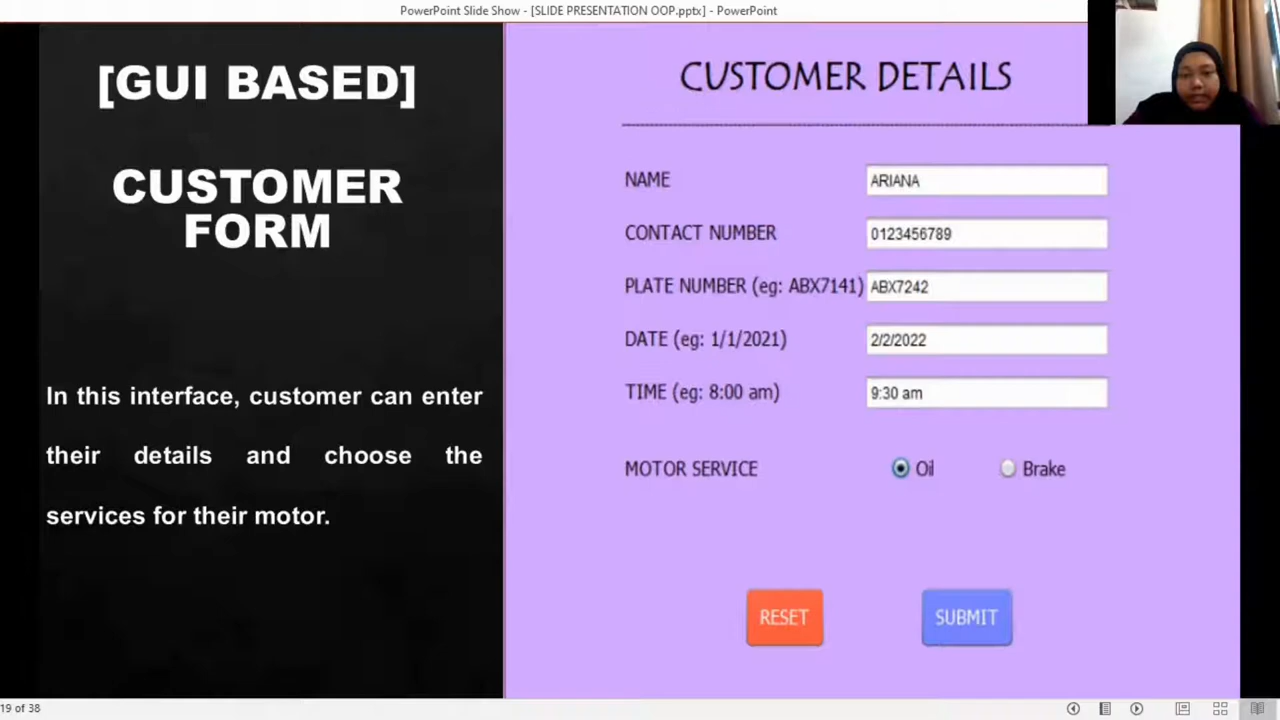 PowerPoint Slide Show - [SLIDE PRESENTATION OOP.pptx] - PowerPoint
[GUI BASED]
CUSTOMER
FORM
In this interface, customer can enter
their details and choose the
services for their motor.
CUSTOMER DETAILS
NAME ARIANA
CONTACT NUMBER 0123456789
PLATE NUMBER (eg: ABX7141) ABX7242
DATE (eg: 1/1/2021) 2/2/2022
TIME (eg: 8:00 am) 9:30 am
MOTOR SERVICE Oil Brake
RESET SUBMIT
19 of 38